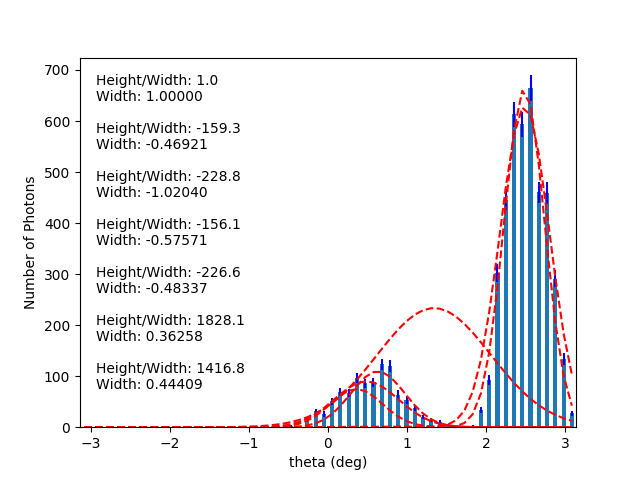 700
600
500
400
300
200
100
0
Number of Photons
Height/Width: 1.0
Width: 1.00000
Height/Width: -159.3
Width: -0.46921
Height/Width: -228.8
Width: -1.02040
Height/Width: -156.1
Width: -0.57571
Height/Width: -226.6
Width: -0.48337
Height/Width: 1828.1
Width: 0.36258
Height/Width: 1416.8
Width: 0.44409
−3 −2 −1 0 1 2 3
theta (deg)